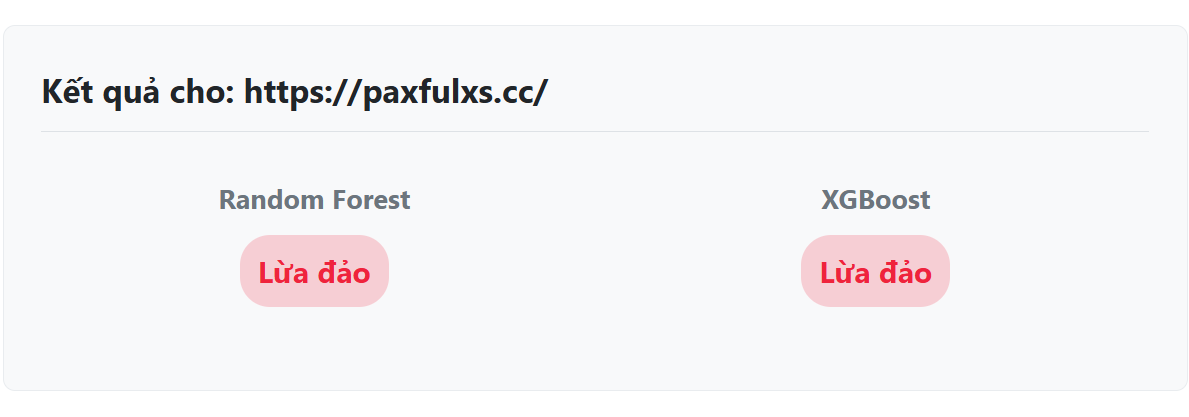 Kết quả cho: https://paxfulxs.cc/
Random Forest
XGBoost
Lừa đảo
Lừa đảo